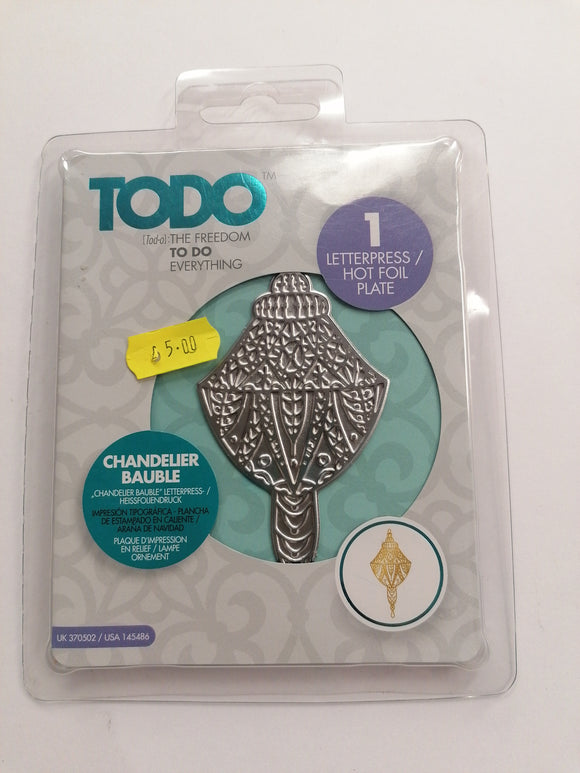 TODO™
[Tod-o]: THE FREEDOM
TO DO
EVERYTHING
1
LETTERPRESS /
HOT FOIL
PLATE
£5.00
CHANDELIER
BAUBLE
„CHANDELIER BAUBLE" LETTERPRESS- /
HEISSFOLIENDRUCK
IMPRESIÓN TIPOGRÁFICA - PLANCHA
DE ESTAMPADO EN CALIENTE /
ARAÑA DE NAVIDAD
PLAQUE D'IMPRESSION
EN RELIEF / LAMPE
ORNEMENT
UK 370502 / USA 145486